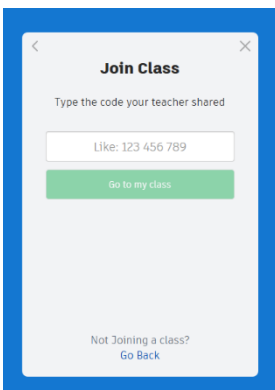 Join Class
Type the code your teacher shared
Like: 123 456 789
Go to my class
Not Joining a class?
Go Back